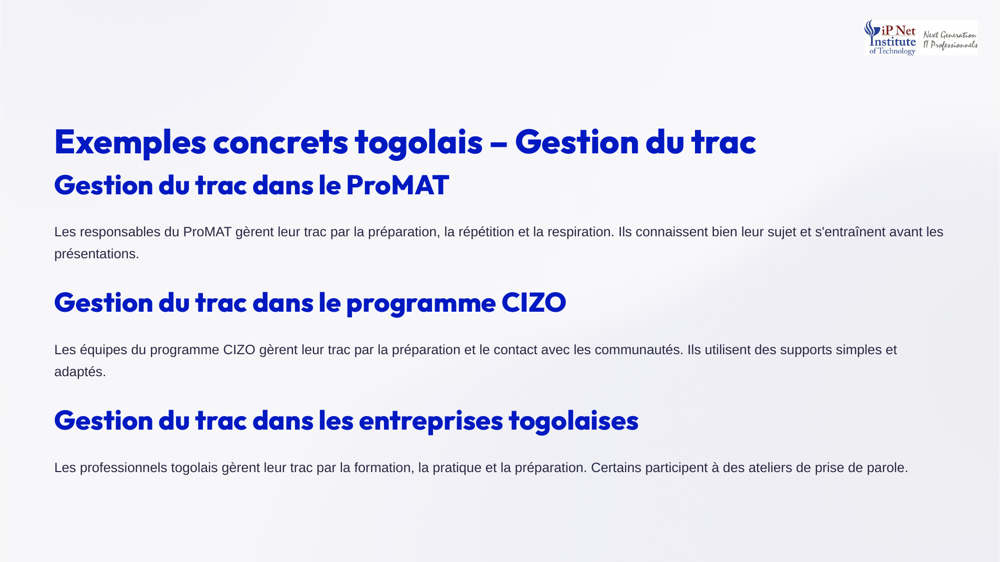 iP Net
Institute
of Technology
Next Generation
IT Professionnels
Exemples concrets togolais – Gestion du trac
Gestion du trac dans le ProMAT
Les responsables du ProMAT gèrent leur trac par la préparation, la répétition et la respiration. Ils connaissent bien leur sujet et s'entraînent avant les
présentations.
Gestion du trac dans le programme CIZO
Les équipes du programme CIZO gèrent leur trac par la préparation et le contact avec les communautés. Ils utilisent des supports simples et
adaptés.
Gestion du trac dans les entreprises togolaises
Les professionnels togolais gèrent leur trac par la formation, la pratique et la préparation. Certains participent à des ateliers de prise de parole.